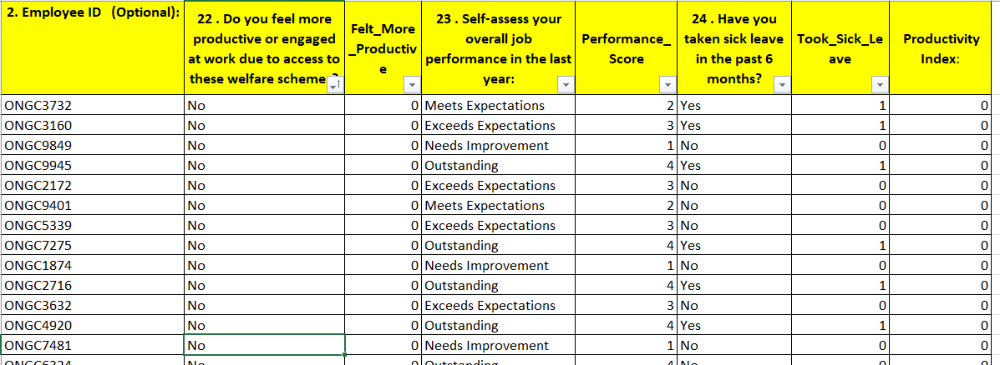 2. Employee ID (Optional): 22 . Do you feel more productive or engaged at work due to access to these welfare scheme Felt_More_Productive 23 . Self-assess your overall job performance in the last year: Performance_Score 24 . Have you taken sick leave in the past 6 months? Took_Sick_Leave Productivity Index:
ONGC3732 No 0 Meets Expectations 2 Yes 1 0
ONGC3160 No 0 Exceeds Expectations 3 Yes 1 0
ONGC9849 No 0 Needs Improvement 1 No 0 0
ONGC9945 No 0 Outstanding 4 Yes 1 0
ONGC2172 No 0 Exceeds Expectations 3 No 0 0
ONGC9401 No 0 Meets Expectations 2 No 0 0
ONGC5339 No 0 Exceeds Expectations 3 No 0 0
ONGC7275 No 0 Outstanding 4 Yes 1 0
ONGC1874 No 0 Needs Improvement 1 No 0 0
ONGC2716 No 0 Outstanding 4 Yes 1 0
ONGC3632 No 0 Exceeds Expectations 3 No 0 0
ONGC4920 No 0 Outstanding 4 Yes 1 0
ONGC7481 No 0 Needs Improvement 1 No 0 0
No 0 Outstanding 4 No 0 0